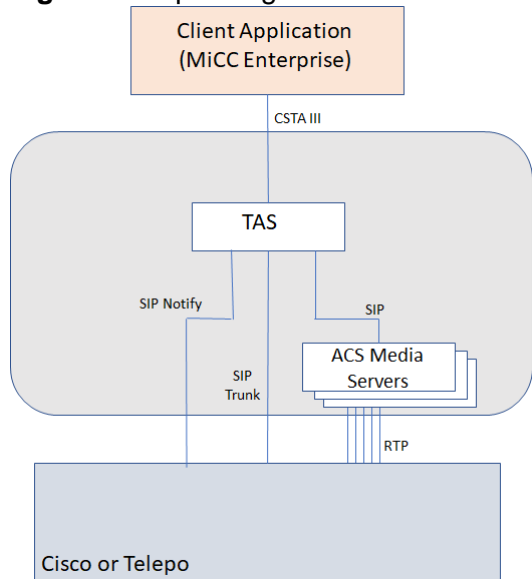 Client Application
(MiCC Enterprise)
CSTA III
TAS
SIP Notify
SIP
ACS Media
Servers
SIP
Trunk
RTP
Cisco or Telepo